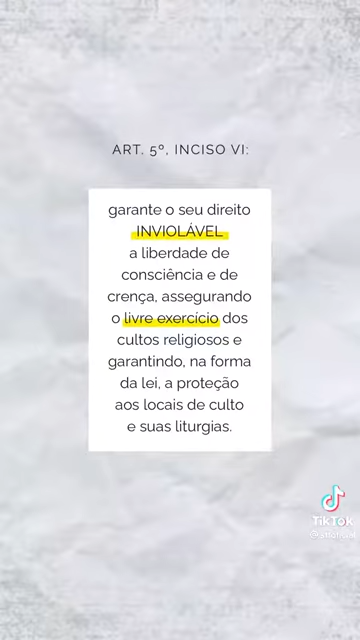 ART. 5º, INCISO VI:
garante o seu direito
INVIOLÁVEL
a liberdade de
consciência e de
crença, assegurando
o livre exercício dos
cultos religiosos e
garantindo, na forma
da lei, a proteção
aos locais de culto
e suas liturgias.
TikTok